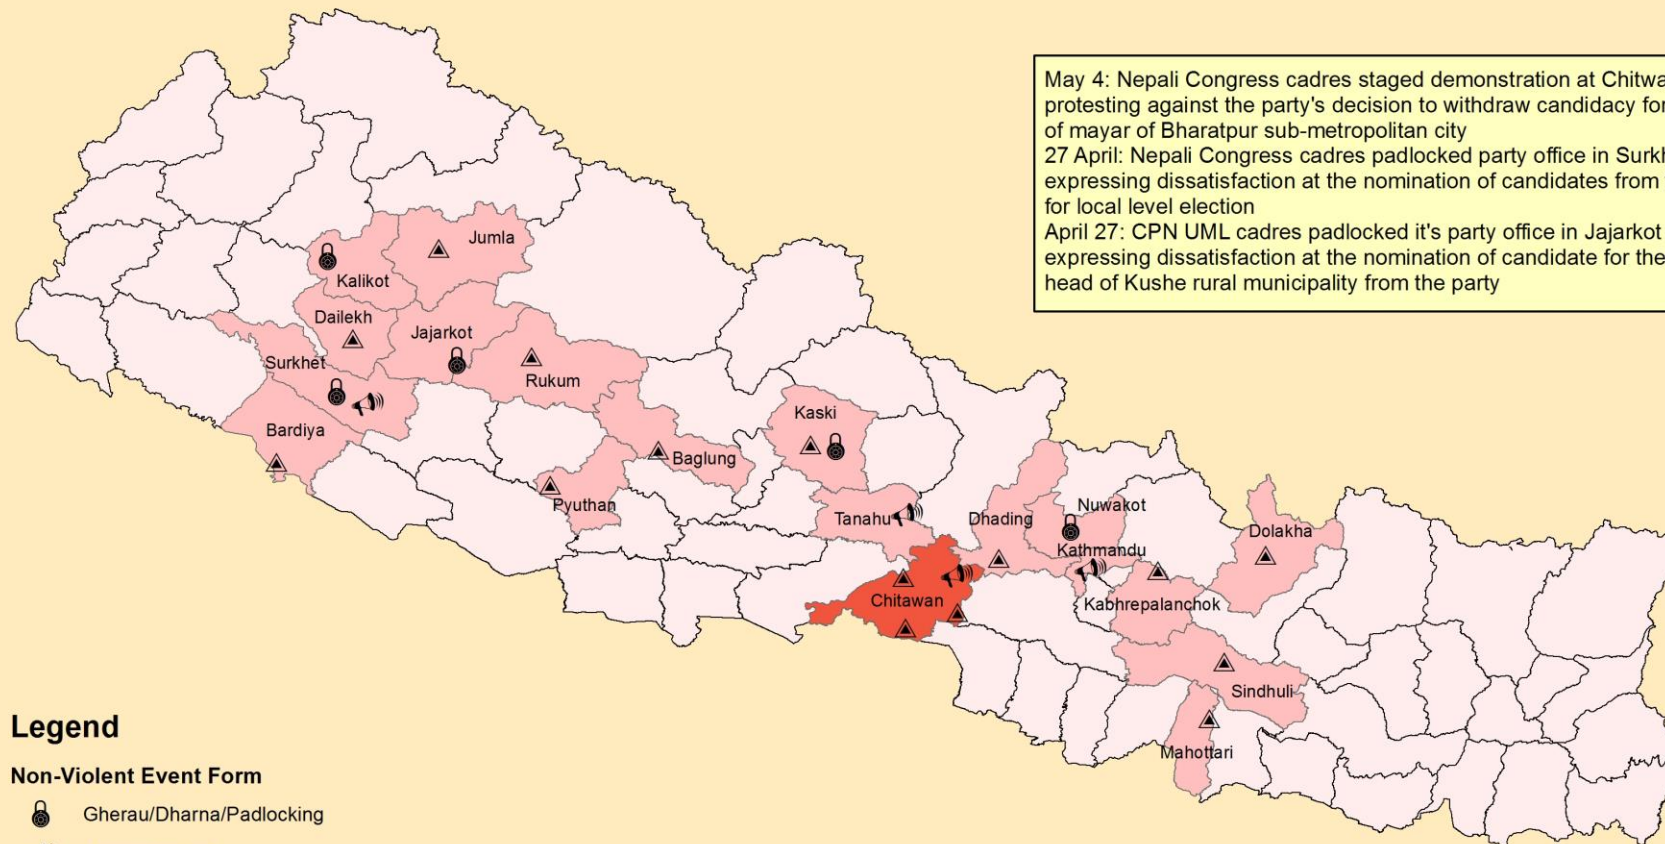 May 4: Nepali Congress cadres staged demonstration at Chitwa
protesting against the party's decision to withdraw candidacy for
of mayar of Bharatpur sub-metropolitan city
27 April: Nepali Congress cadres padlocked party office in Surkh
expressing dissatisfaction at the nomination of candidates from
for local level election
April 27: CPN UML cadres padlocked it's party office in Jajarkot
expressing dissatisfaction at the nomination of candidate for the
head of Kushe rural municipality from the party
Jumla
Kalikot
Dailekh
Jajarkot
Surkhet
Rukum
Bardiya
Kaski
Baglung
Pyuthan
Tanahu
Dhading
Nuwakot
Dolakha
Kathmandu
Chitawan
Kabhrepalanchok
Sindhuli
Mahottari
Legend
Non-Violent Event Form
Gherau/Dharna/Padlocking